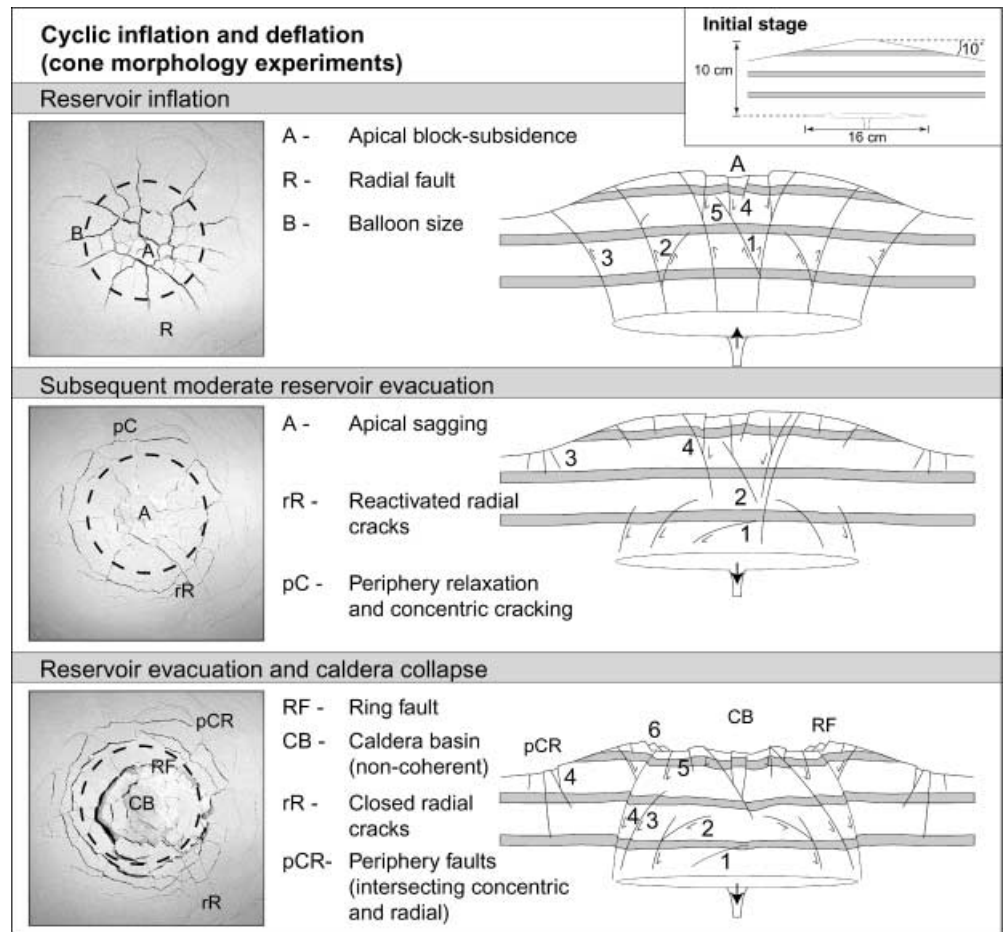 Cyclic inflation and deflation
(cone morphology experiments)
Initial stage
10 cm
10°
16 cm
Reservoir inflation
B
A
R
A - Apical block-subsidence
R - Radial fault
B - Balloon size
A
5 4
3 2 1
Subsequent moderate reservoir evacuation
pC
A
rR
A - Apical sagging
rR - Reactivated radial
cracks
pC - Periphery relaxation
and concentric cracking
3 4
2
1
Reservoir evacuation and caldera collapse
pCR
RF
CB
rR
RF - Ring fault
CB - Caldera basin
(non-coherent)
rR - Closed radial
cracks
pCR- Periphery faults
(intersecting concentric
and radial)
pCR 6 CB RF
4 5
4 3 2
1